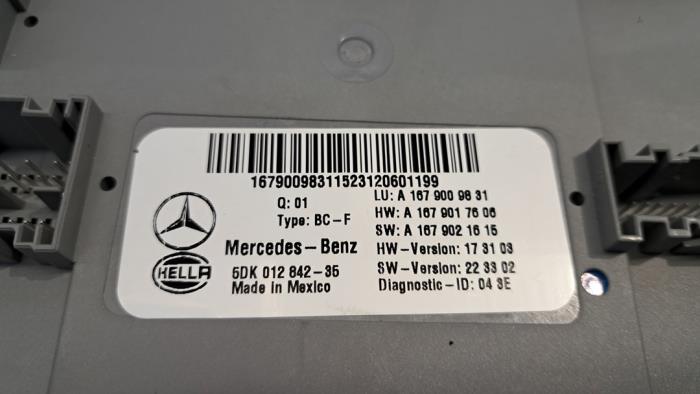 16790098311523120601199
Q: 01
Type: BC-F
LU: A 167 900 98 31
HW: A 167 901 76 06
SW: A 167 902 16 15
Mercedes-Benz
HW-Version: 17 31 03
HELLA
5DK 012 842-35
SW-Version: 22 33 02
Made in Mexico
Diagnostic-ID: 04 3E